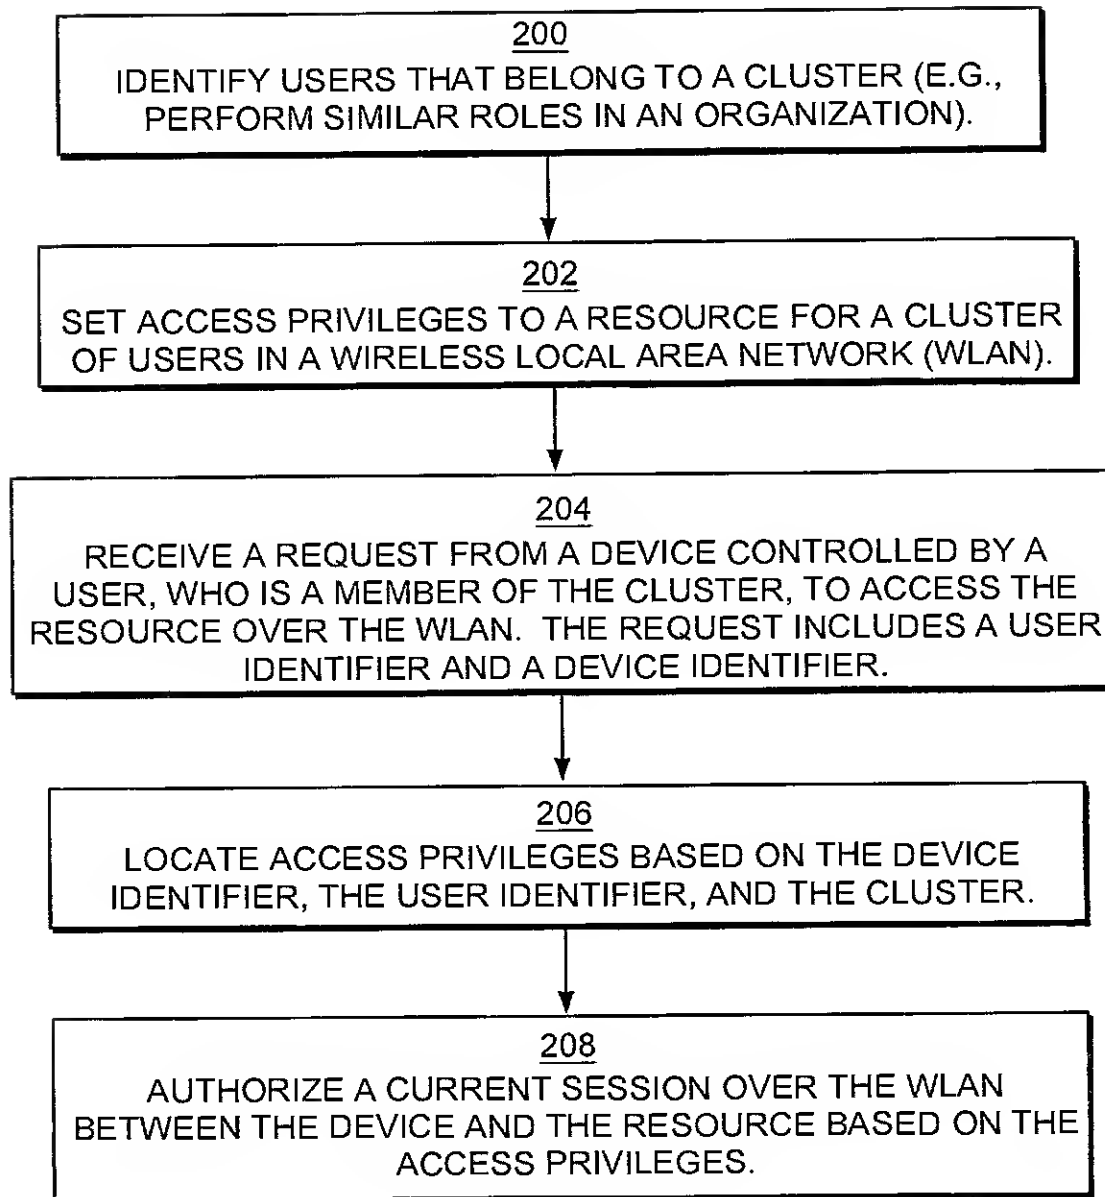 200
IDENTIFY USERS THAT BELONG TO A CLUSTER (E.G.,
PERFORM SIMILAR ROLES IN AN ORGANIZATION).
202
SET ACCESS PRIVILEGES TO A RESOURCE FOR A CLUSTER
OF USERS IN A WIRELESS LOCAL AREA NETWORK (WLAN).
204
RECEIVE A REQUEST FROM A DEVICE CONTROLLED BY A
USER, WHO IS A MEMBER OF THE CLUSTER, TO ACCESS THE
RESOURCE OVER THE WLAN. THE REQUEST INCLUDES A USER
IDENTIFIER AND A DEVICE IDENTIFIER.
206
LOCATE ACCESS PRIVILEGES BASED ON THE DEVICE
IDENTIFIER, THE USER IDENTIFIER, AND THE CLUSTER.
208
AUTHORIZE A CURRENT SESSION OVER THE WLAN
BETWEEN THE DEVICE AND THE RESOURCE BASED ON THE
ACCESS PRIVILEGES.